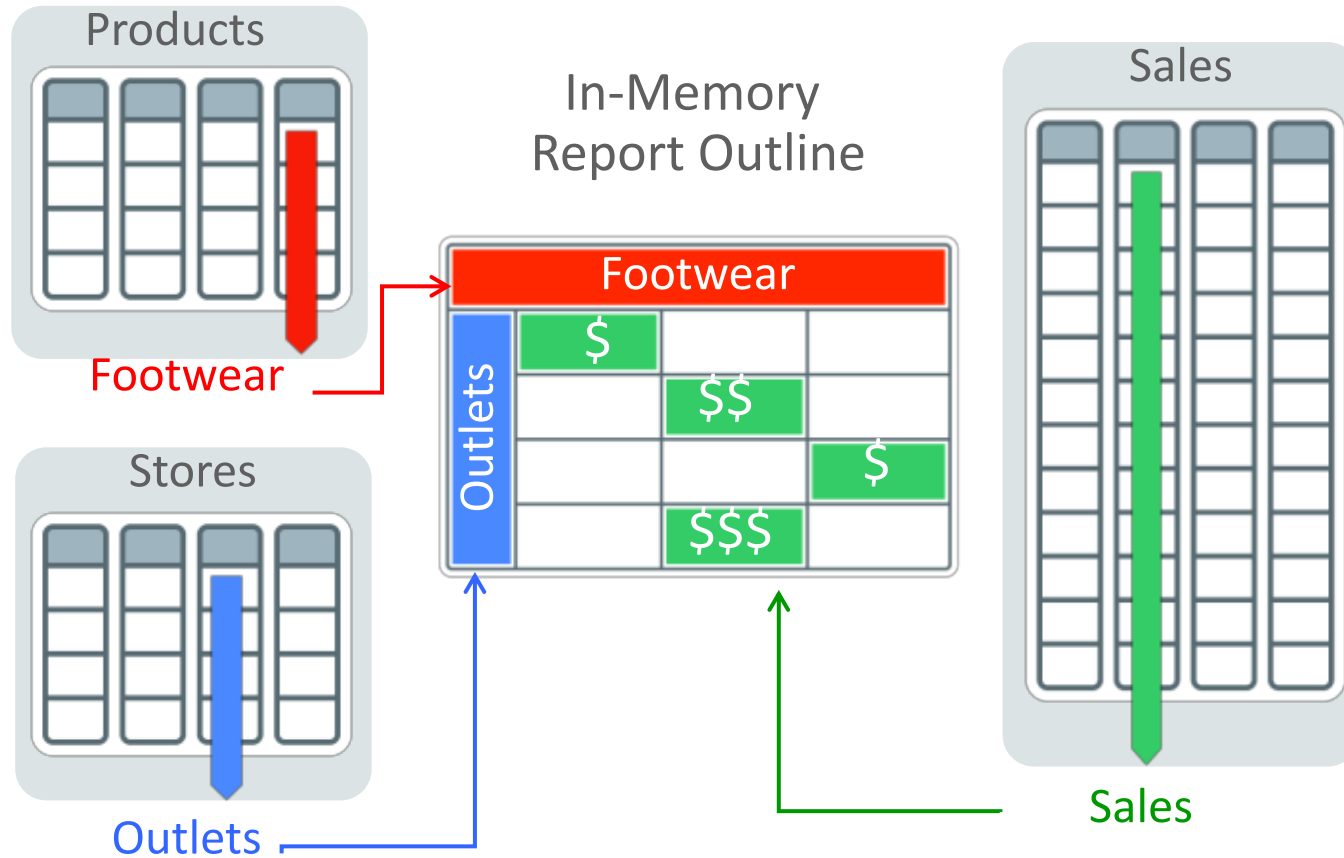 Products
In-Memory
Report Outline
Sales
Footwear
Footwear
Outlets
$
$$
$
$$$
Stores
Outlets
Sales